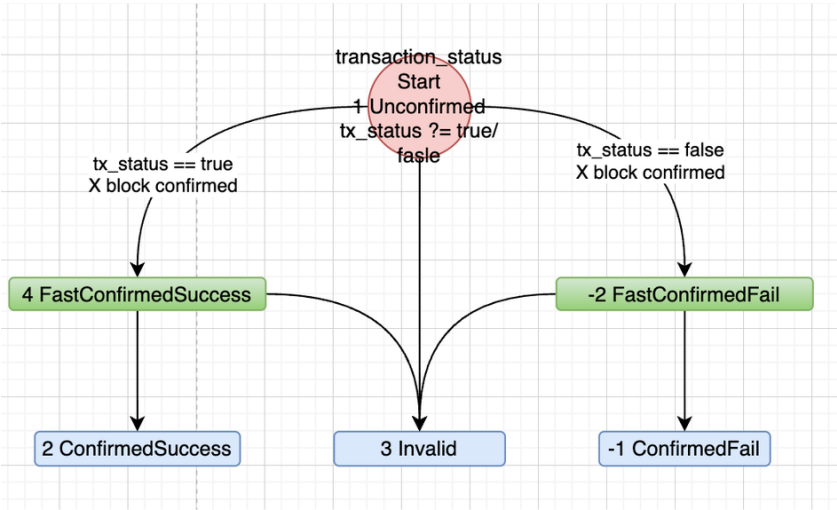 transaction_status
Start
1 Unconfirmed
tx_status ?= true/
fasle
tx_status == true
X block confirmed
tx_status == false
X block confirmed
4 FastConfirmedSuccess
-2 FastConfirmedFail
2 ConfirmedSuccess
3 Invalid
-1 ConfirmedFail